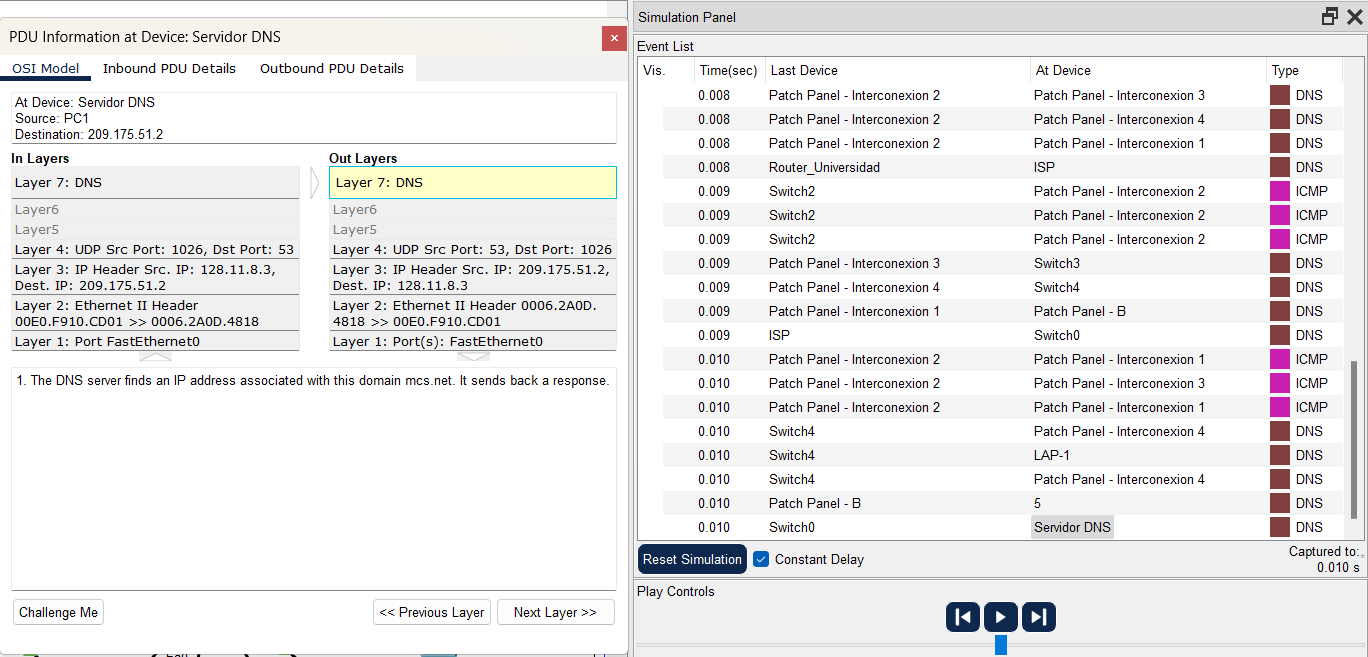 PDU Information at Device: Servidor DNS
OSI Model Inbound PDU Details Outbound PDU Details
At Device: Servidor DNS
Source: PC1
Destination: 209.175.51.2
In Layers
Layer 7: DNS
Layer6
Layer5
Layer 4: UDP Src Port: 1026, Dst Port: 53
Layer 3: IP Header Src. IP: 128.11.8.3,
Dest. IP: 209.175.51.2
Layer 2: Ethernet II Header
00E0.F910.CD01 >> 0006.2A0D.4818
Layer 1: Port FastEthernet0
Out Layers
Layer 7: DNS
Layer6
Layer5
Layer 4: UDP Src Port: 53, Dst Port: 1026
Layer 3: IP Header Src. IP: 209.175.51.2,
Dest. IP: 128.11.8.3
Layer 2: Ethernet II Header 0006.2A0D.
4818 >> 00E0.F910.CD01
Layer 1: Port(s): FastEthernet0
1. The DNS server finds an IP address associated with this domain mcs.net. It sends back a response.
Challenge Me << Previous Layer Next Layer >>
Simulation Panel
Event List
Vis. Time(sec) Last Device At Device Type
0.008 Patch Panel - Interconexion 2 Patch Panel - Interconexion 3 DNS
0.008 Patch Panel - Interconexion 2 Patch Panel - Interconexion 4 DNS
0.008 Patch Panel - Interconexion 2 Patch Panel - Interconexion 1 DNS
0.008 Router_Universidad ISP DNS
0.009 Switch2 Patch Panel - Interconexion 2 ICMP
0.009 Switch2 Patch Panel - Interconexion 2 ICMP
0.009 Switch2 Patch Panel - Interconexion 2 ICMP
0.009 Patch Panel - Interconexion 3 Switch3 DNS
0.009 Patch Panel - Interconexion 4 Switch4 DNS
0.009 Patch Panel - Interconexion 1 Patch Panel - B DNS
0.009 ISP Switch0 DNS
0.010 Patch Panel - Interconexion 2 Patch Panel - Interconexion 1 ICMP
0.010 Patch Panel - Interconexion 2 Patch Panel - Interconexion 3 ICMP
0.010 Patch Panel - Interconexion 2 Patch Panel - Interconexion 1 ICMP
0.010 Switch4 Patch Panel - Interconexion 4 DNS
0.010 Switch4 LAP-1 DNS
0.010 Switch4 Patch Panel - Interconexion 4 DNS
0.010 Patch Panel - B 5 DNS
0.010 Switch0 Servidor DNS DNS
Reset Simulation Constant Delay
Captured to:
0.010 s
Play Controls